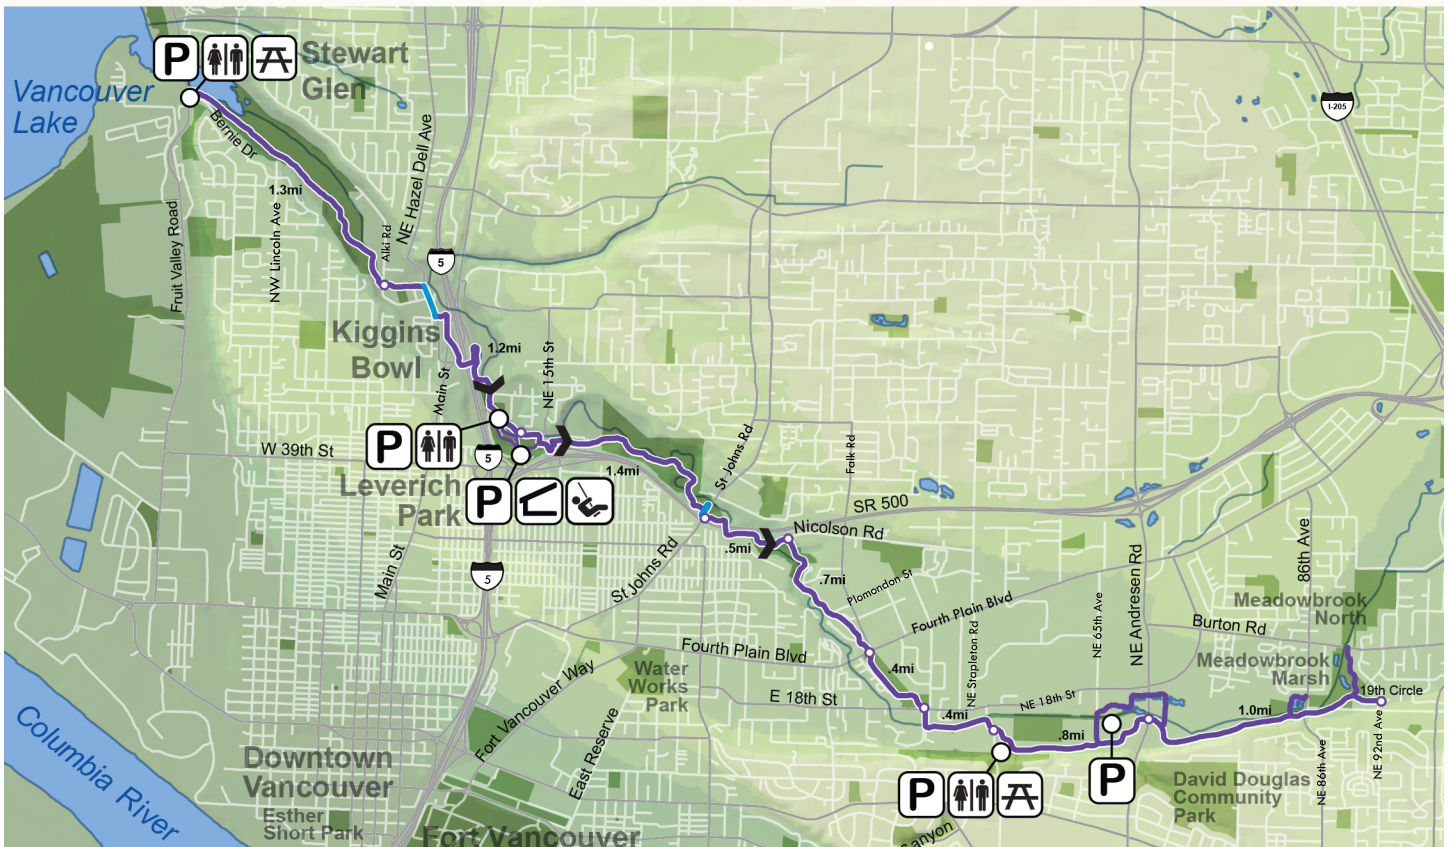 P
Stewart
Glen
Vancouver
Lake
I-205
Bernie Dr
1.3mi
NE Hazel Dell Ave
Fruit Valley Road
NW Lincoln Ave
Alki Rd
5
Kiggins
Bowl
1.2mi
Main St
NE 15th St
P
W 39th St
5
Leverich
Park
P
1.4mi
St Johns Rd
Falk Rd
SR 500
Nicolson Rd
.5mi
Main St
5
St Johns Rd
.7mi
Plomondon St
Fourth Plain Blvd
86th Ave
NE Andresen Rd
NE 65th Ave
Meadowbrook
North
Burton Rd
Meadowbrook
Marsh
Fourth Plain Blvd
.4mi
NE Stapleton Rd
Water
Works
Park
E 18th St
NE 18th St
19th Circle
.4mi
.8mi
1.0mi
Fort Vancouver Way
East Reserve
Columbia River
Downtown
Vancouver
Esther
Short Park
Fort Vancouver
P
P
David Douglas
Community
Park
NE 86th Ave
NE 92nd Ave
Canyon